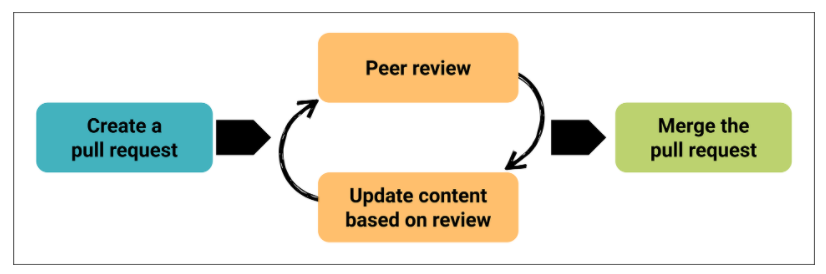 Create a
pull request
Peer review
Update content
based on review
Merge the
pull request